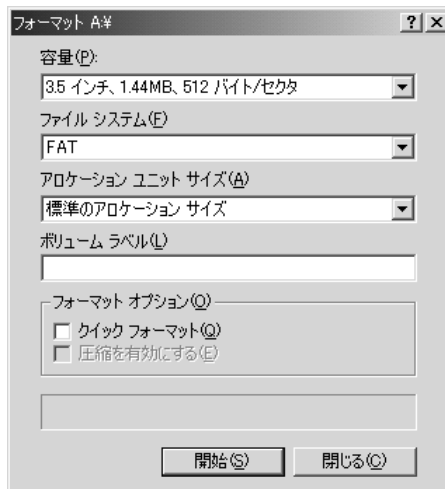 フォーマット A:¥
容量(P):
3.5 インチ、1.44MB、512 バイト/セクタ
ファイル システム(F)
FAT
アロケーション ユニット サイズ(A)
標準のアロケーション サイズ
ボリューム ラベル(L)
フォーマット オプション(O)
クイック フォーマット(Q)
圧縮を有効にする(E)
開始(S)
閉じる(C)